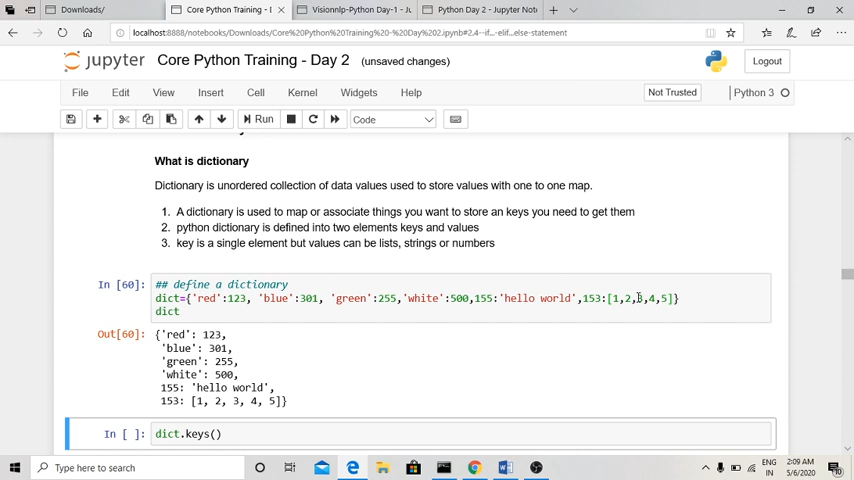 Downloads/
Core Python Training - D
Visionnlp-Python Day-1 - Ju
Python Day 2 - Jupyter Note
localhost:8888/notebooks/Downloads/Core%20Python%20Training%20-%20Day%202.ipynb#2,4--if...-elif...else-statement
jupyter Core Python Training - Day 2 (unsaved changes)
Logout
File Edit View Insert Cell Kernel Widgets Help
Not Trusted
Python 3
Run
Code
What is dictionary
Dictionary is unordered collection of data values used to store values with one to one map.
1. A dictionary is used to map or associate things you want to store an keys you need to get them
2. python dictionary is defined into two elements keys and values
3. key is a single element but values can be lists, strings or numbers
In [60]: ## define a dictionary
dict={'red':123, 'blue':301, 'green':255,'white':500,155:'hello world',153:[1,2,3,4,5]}
dict
Out[60]: {'red': 123,
'blue': 301,
'green': 255,
'white': 500,
155: 'hello world',
153: [1, 2, 3, 4, 5]}
In [ ]: dict.keys()
Type here to search
ENG
IN
2:09 AM
5/6/2020